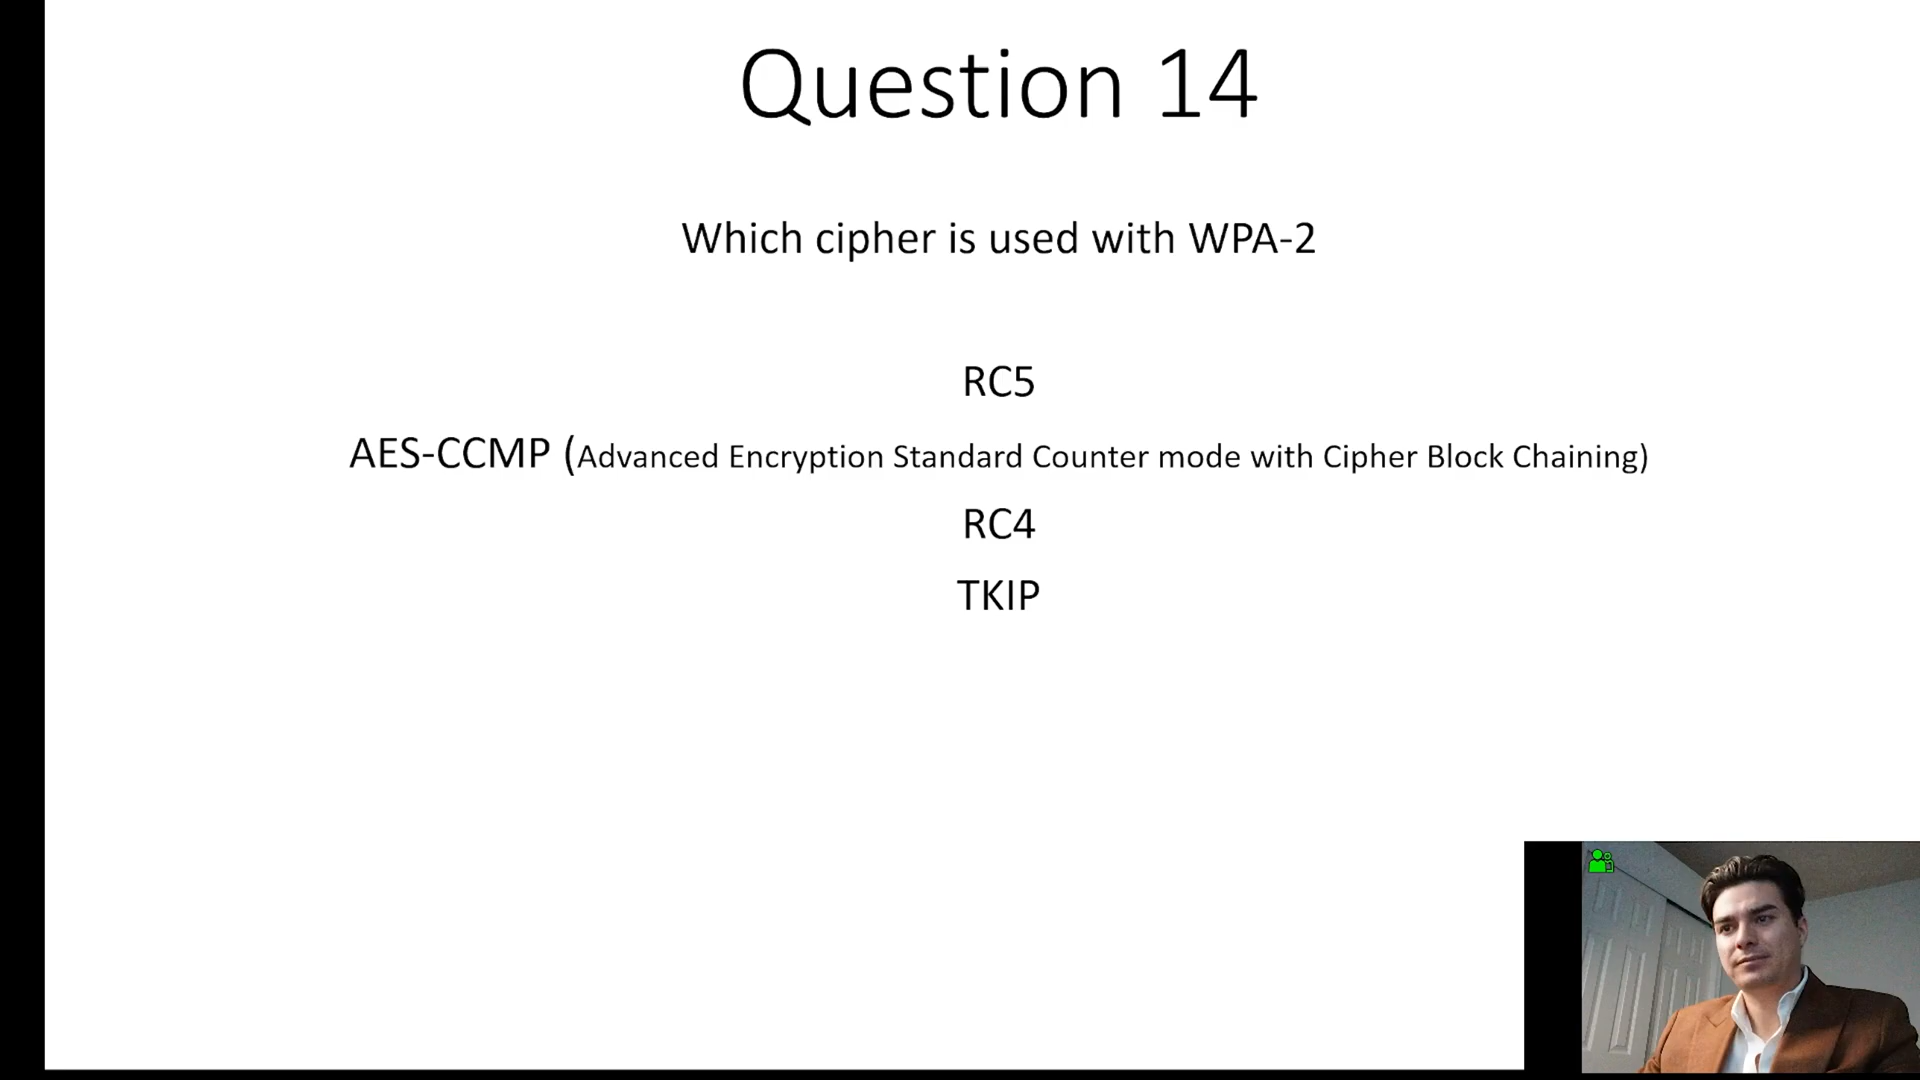 Question 14
Which cipher is used with WPA-2
RC5
AES-CCMP (Advanced Encryption Standard Counter mode with Cipher Block Chaining)
RC4
TKIP